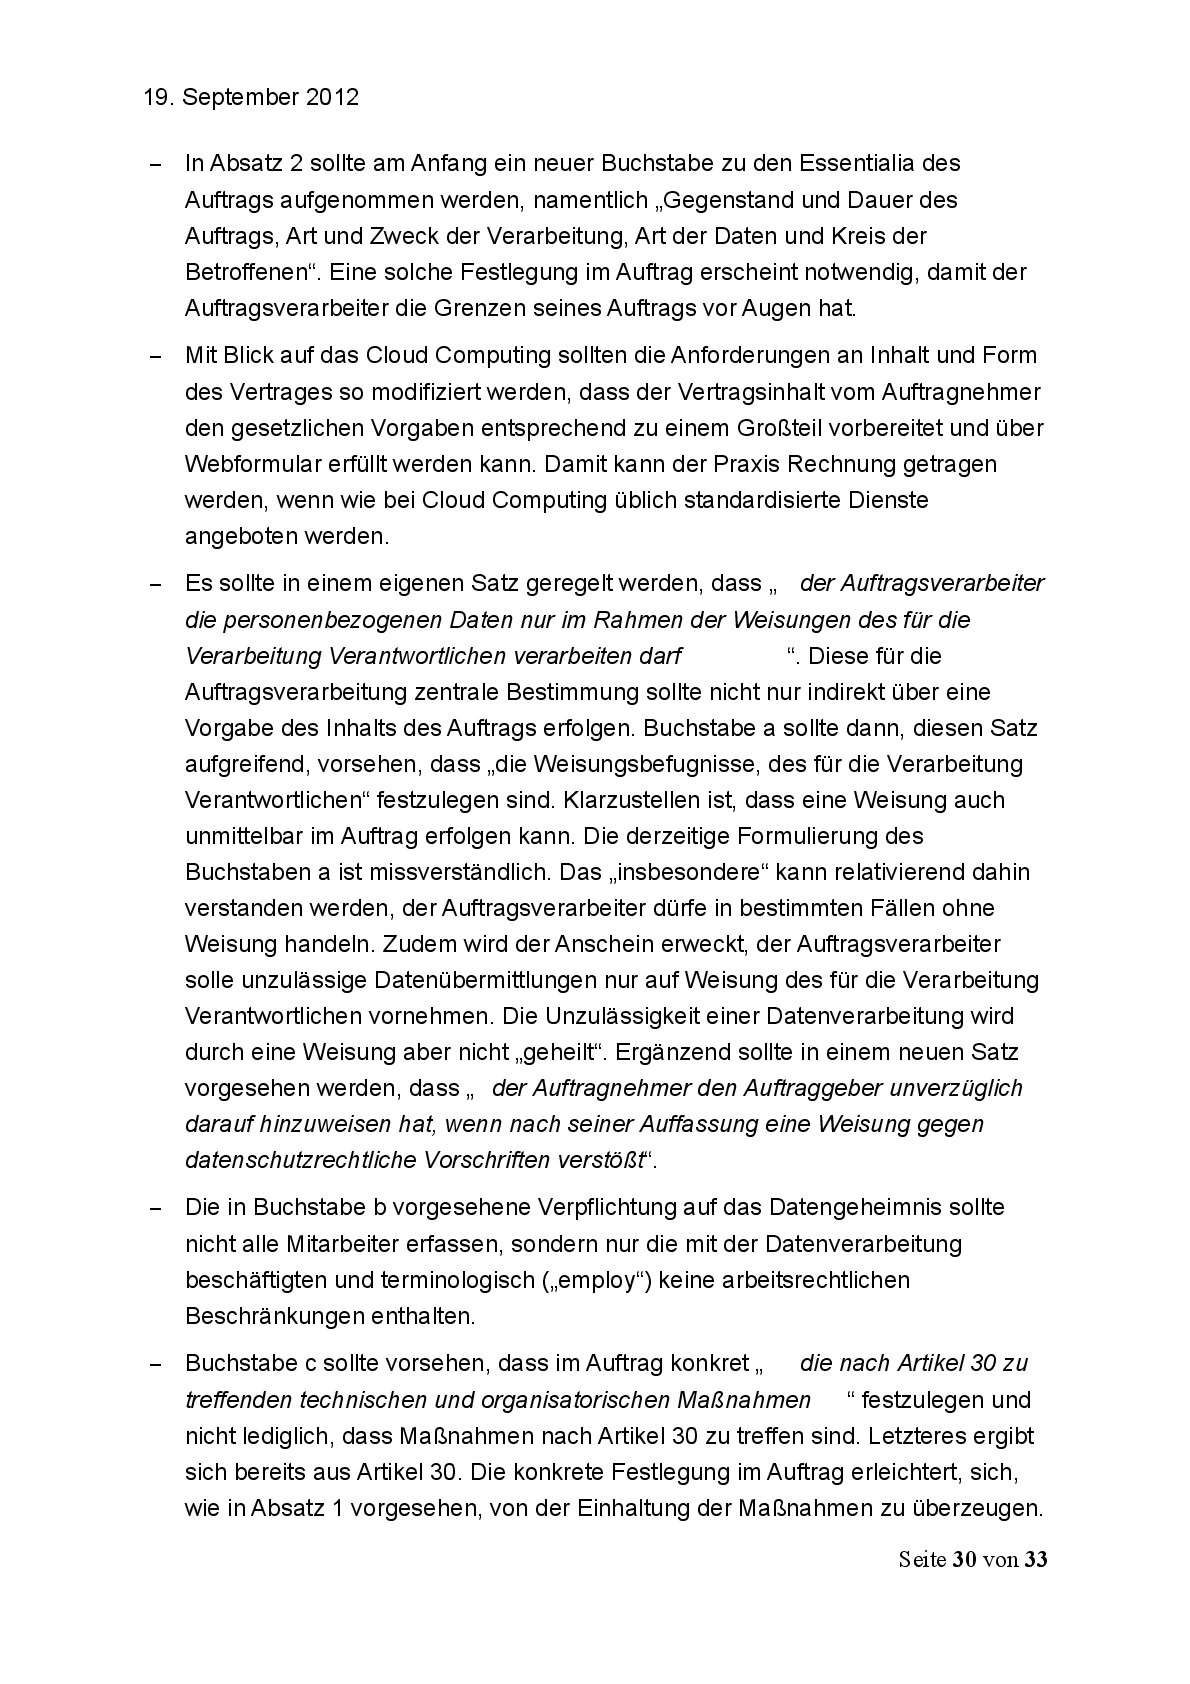 19. September 2012
– In Absatz 2 sollte am Anfang ein neuer Buchstabe zu den Essentialia des
Auftrags aufgenommen werden, namentlich „Gegenstand und Dauer des
Auftrags, Art und Zweck der Verarbeitung, Art der Daten und Kreis der
Betroffenen“. Eine solche Festlegung im Auftrag erscheint notwendig, damit der
Auftragsverarbeiter die Grenzen seines Auftrags vor Augen hat.
– Mit Blick auf das Cloud Computing sollten die Anforderungen an Inhalt und Form
des Vertrages so modifiziert werden, dass der Vertragsinhalt vom Auftragnehmer
den gesetzlichen Vorgaben entsprechend zu einem Großteil vorbereitet und über
Webformular erfüllt werden kann. Damit kann der Praxis Rechnung getragen
werden, wenn wie bei Cloud Computing üblich standardisierte Dienste
angeboten werden.
– Es sollte in einem eigenen Satz geregelt werden, dass „ der Auftragsverarbeiter
die personenbezogenen Daten nur im Rahmen der Weisungen des für die
Verarbeitung Verantwortlichen verarbeiten darf “. Diese für die
Auftragsverarbeitung zentrale Bestimmung sollte nicht nur indirekt über eine
Vorgabe des Inhalts des Auftrags erfolgen. Buchstabe a sollte dann, diesen Satz
aufgreifend, vorsehen, dass „die Weisungsbefugnisse, des für die Verarbeitung
Verantwortlichen“ festzulegen sind. Klarzustellen ist, dass eine Weisung auch
unmittelbar im Auftrag erfolgen kann. Die derzeitige Formulierung des
Buchstaben a ist missverständlich. Das „insbesondere“ kann relativierend dahin
verstanden werden, der Auftragsverarbeiter dürfe in bestimmten Fällen ohne
Weisung handeln. Zudem wird der Anschein erweckt, der Auftragsverarbeiter
solle unzulässige Datenübermittlungen nur auf Weisung des für die Verarbeitung
Verantwortlichen vornehmen. Die Unzulässigkeit einer Datenverarbeitung wird
durch eine Weisung aber nicht „geheilt“. Ergänzend sollte in einem neuen Satz
vorgesehen werden, dass „ der Auftragnehmer den Auftraggeber unverzüglich
darauf hinzuweisen hat, wenn nach seiner Auffassung eine Weisung gegen
datenschutzrechtliche Vorschriften verstößt“.
– Die in Buchstabe b vorgesehene Verpflichtung auf das Datengeheimnis sollte
nicht alle Mitarbeiter erfassen, sondern nur die mit der Datenverarbeitung
beschäftigten und terminologisch („employ“) keine arbeitsrechtlichen
Beschränkungen enthalten.
– Buchstabe c sollte vorsehen, dass im Auftrag konkret „ die nach Artikel 30 zu
treffenden technischen und organisatorischen Maßnahmen “ festzulegen und
nicht lediglich, dass Maßnahmen nach Artikel 30 zu treffen sind. Letzteres ergibt
sich bereits aus Artikel 30. Die konkrete Festlegung im Auftrag erleichtert, sich,
wie in Absatz 1 vorgesehen, von der Einhaltung der Maßnahmen zu überzeugen.
Seite 30 von 33